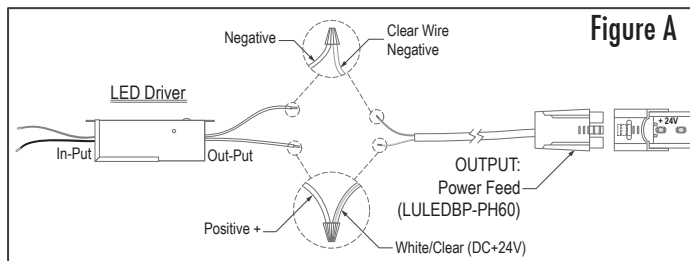 Figure A
Negative
Clear Wire
Negative
LED Driver
In-Put
Out-Put
+ 24V
OUTPUT:
Power Feed
(LULEDBP-PH60)
Positive +
White/Clear (DC+24V)